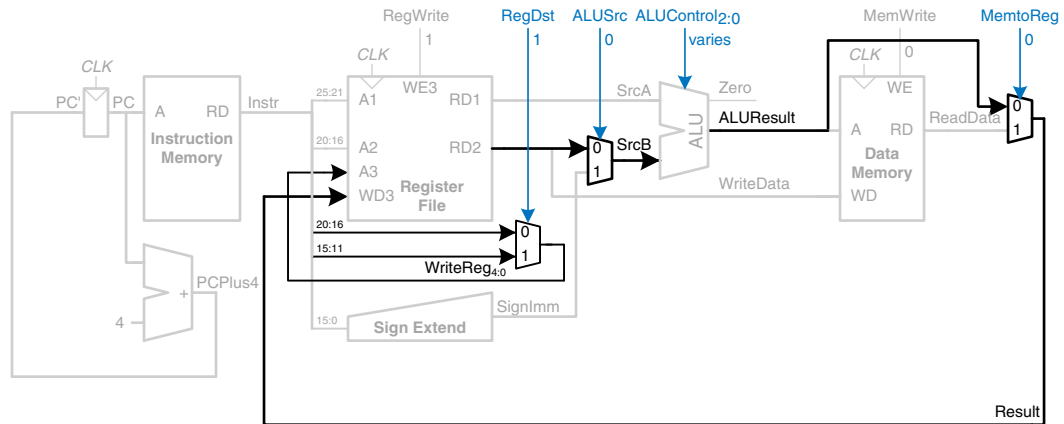 RegWrite
1
RegDst
1
ALUSrc
0
ALUControl2:0
varies
MemWrite
0
MemtoReg
0
CLK
PC'
PC
A
RD
Instruction
Memory
Instr
25:21
20:16
CLK
WE3
A1
RD1
A2
RD2
A3
WD3
Register
File
20:16
15:11
0
1
WriteReg4:0
15:0
Sign Extend
SignImm
0
1
SrcA
SrcB
ALU
Zero
ALUResult
WriteData
CLK
WE
A
RD
Data
Memory
WD
ReadData
0
1
PCPlus4
+
4
Result